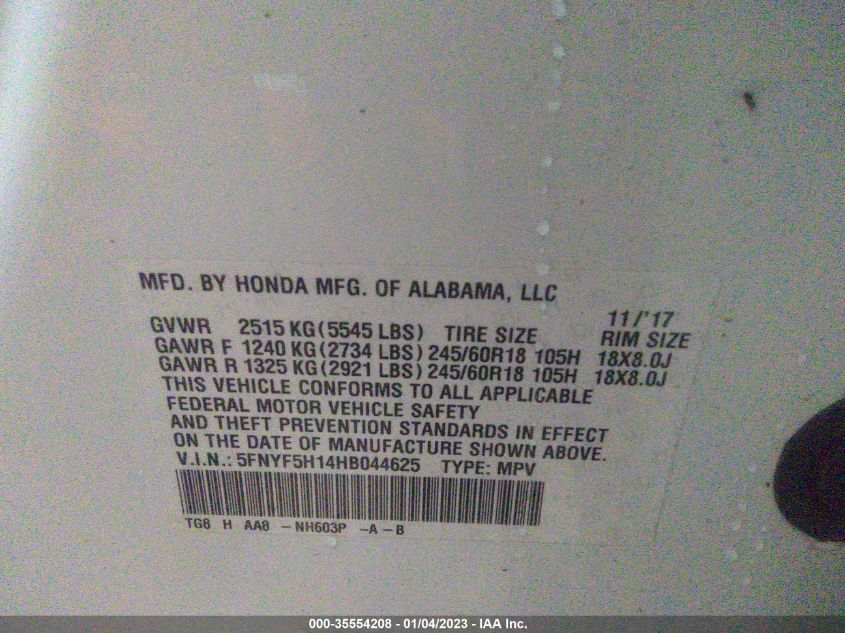 MFD. BY HONDA MFG. OF ALABAMA, LLC
11/'17
GVWR 2515 KG(5545 LBS) TIRE SIZE RIM SIZE
GAWR F 1240 KG(2734 LBS) 245/60R18 105H 18X8.0J
GAWR R 1325 KG(2921 LBS) 245/60R18 105H 18X8.0J
THIS VEHICLE CONFORMS TO ALL APPLICABLE
FEDERAL MOTOR VEHICLE SAFETY
AND THEFT PREVENTION STANDARDS IN EFFECT
ON THE DATE OF MANUFACTURE SHOWN ABOVE.
V.I.N.: 5FNYF5H14HB044625 TYPE: MPV
TG8 H AA8 -NH603P -A-B
000-35554208 - 01/04/2023 - IAA Inc.